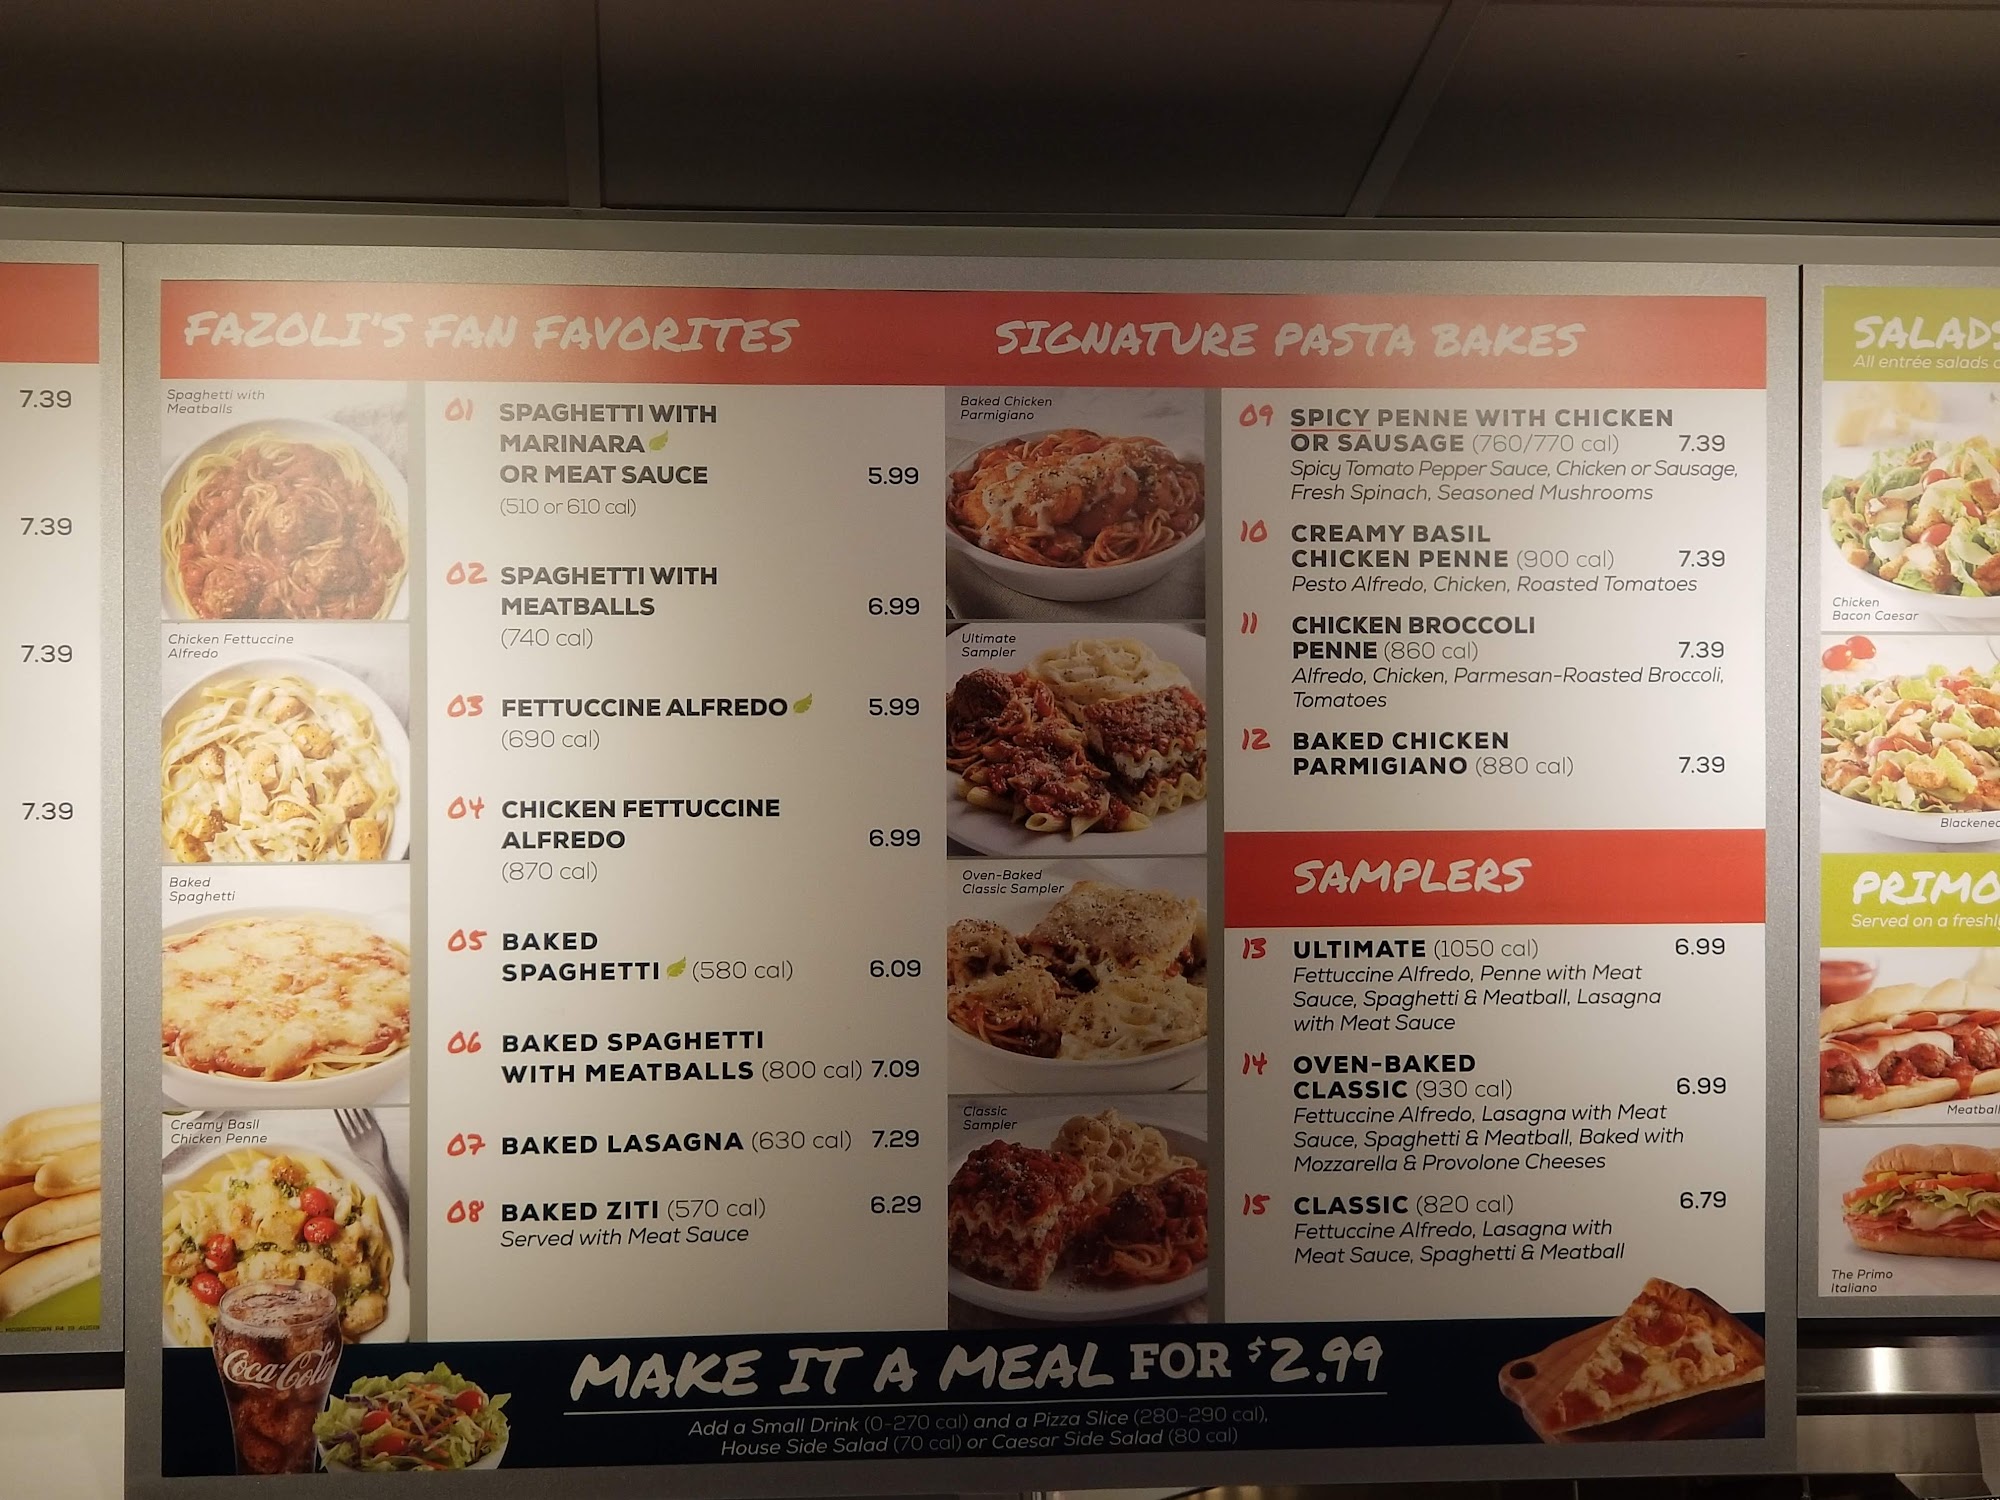 7.39
7.39
7.39
7.39
FAZOLI'S FAN FAVORITES
Spaghetti with
Meatballs
Chicken Fettuccine
Alfredo
Baked
Spaghetti
Creamy Basil
Chicken Penne
01 SPAGHETTI WITH
MARINARA
OR MEAT SAUCE 5.99
(510 or 610 cal)
02 SPAGHETTI WITH
MEATBALLS 6.99
(740 cal)
03 FETTUCCINE ALFREDO 5.99
(690 cal)
04 CHICKEN FETTUCCINE
ALFREDO 6.99
(870 cal)
05 BAKED
SPAGHETTI (580 cal) 6.09
06 BAKED SPAGHETTI
WITH MEATBALLS (800 cal) 7.09
07 BAKED LASAGNA (630 cal) 7.29
08 BAKED ZITI (570 cal) 6.29
Served with Meat Sauce
SIGNATURE PASTA BAKES
Baked Chicken
Parmigiano
Ultimate
Sampler
Oven-Baked
Classic Sampler
Classic
Sampler
09 SPICY PENNE WITH CHICKEN
OR SAUSAGE (760/770 cal) 7.39
Spicy Tomato Pepper Sauce, Chicken or Sausage,
Fresh Spinach, Seasoned Mushrooms
10 CREAMY BASIL
CHICKEN PENNE (900 cal) 7.39
Pesto Alfredo, Chicken, Roasted Tomatoes
11 CHICKEN BROCCOLI
PENNE (860 cal) 7.39
Alfredo, Chicken, Parmesan-Roasted Broccoli,
Tomatoes
12 BAKED CHICKEN
PARMIGIANO (880 cal) 7.39
SAMPLERS
13 ULTIMATE (1050 cal) 6.99
Fettuccine Alfredo, Penne with Meat
Sauce, Spaghetti & Meatball, Lasagna
with Meat Sauce
14 OVEN-BAKED
CLASSIC (930 cal) 6.99
Fettuccine Alfredo, Lasagna with Meat
Sauce, Spaghetti & Meatball, Baked with
Mozzarella & Provolone Cheeses
15 CLASSIC (820 cal) 6.79
Fettuccine Alfredo, Lasagna with
Meat Sauce, Spaghetti & Meatball
Coca-Cola
MAKE IT A MEAL FOR $2.99
Add a Small Drink (0-270 cal) and a Pizza Slice (280-290 cal),
House Side Salad (70 cal) or Caesar Side Salad (80 cal)
SALADS
All entrée salads
Chicken
Bacon Caesar
Blackened
PRIMO
Served on a freshl
Meatball
The Primo
Italiano